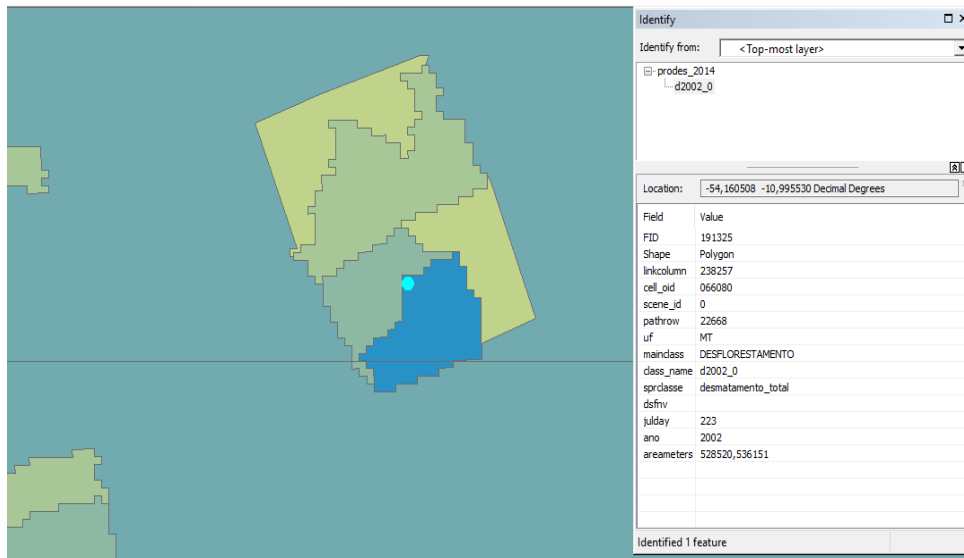 Identify
Identify from: <Top-most layer>
prodes_2014
d2002_0
Location: -54,160508 -10,995530 Decimal Degrees
Field Value
FID 191325
Shape Polygon
linkcolumn 238257
cell_oid 066080
scene_id 0
pathrow 22668
uf MT
mainclass DESFLORESTAMENTO
class_name d2002_0
sprclasse desmatamento_total
dsfnv
julday 223
ano 2002
areameters 528520,536151
Identified 1 feature